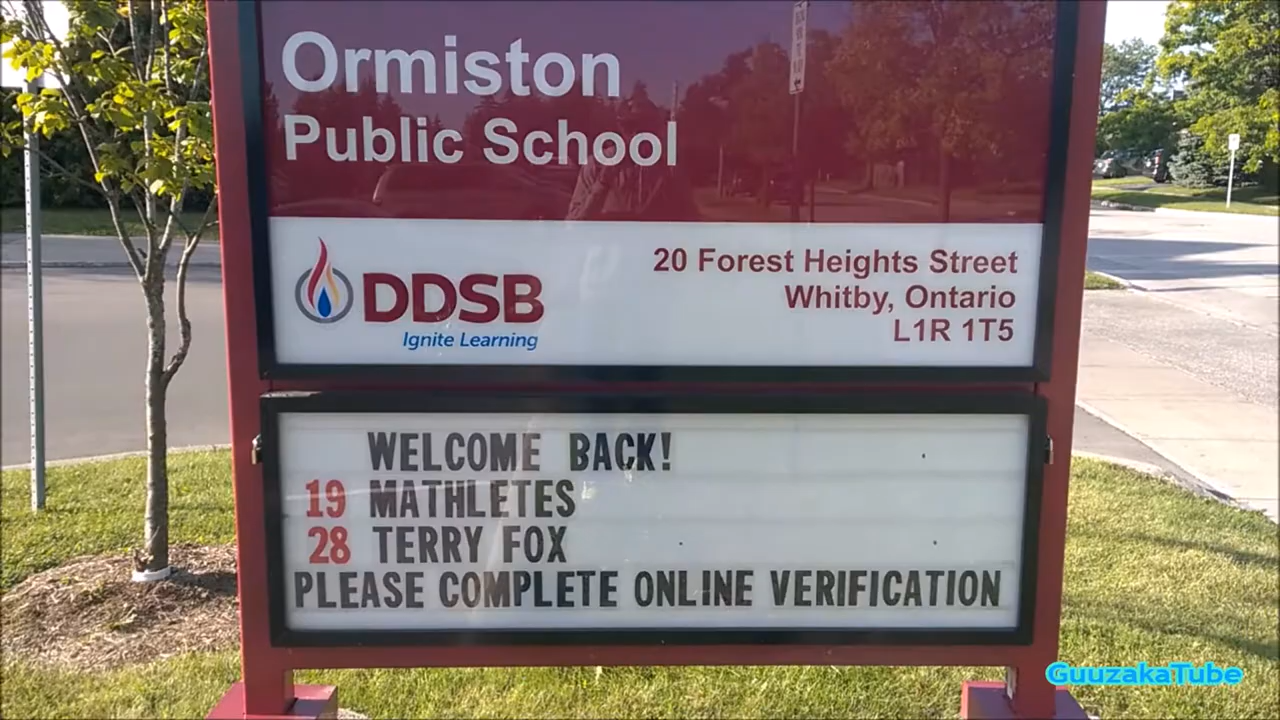 Ormiston
Public School
DDSB
Ignite Learning
20 Forest Heights Street
Whitby, Ontario
L1R 1T5
WELCOME BACK!
19 MATHLETES
28 TERRY FOX
PLEASE COMPLETE ONLINE VERIFICATION
GuuzakaTube